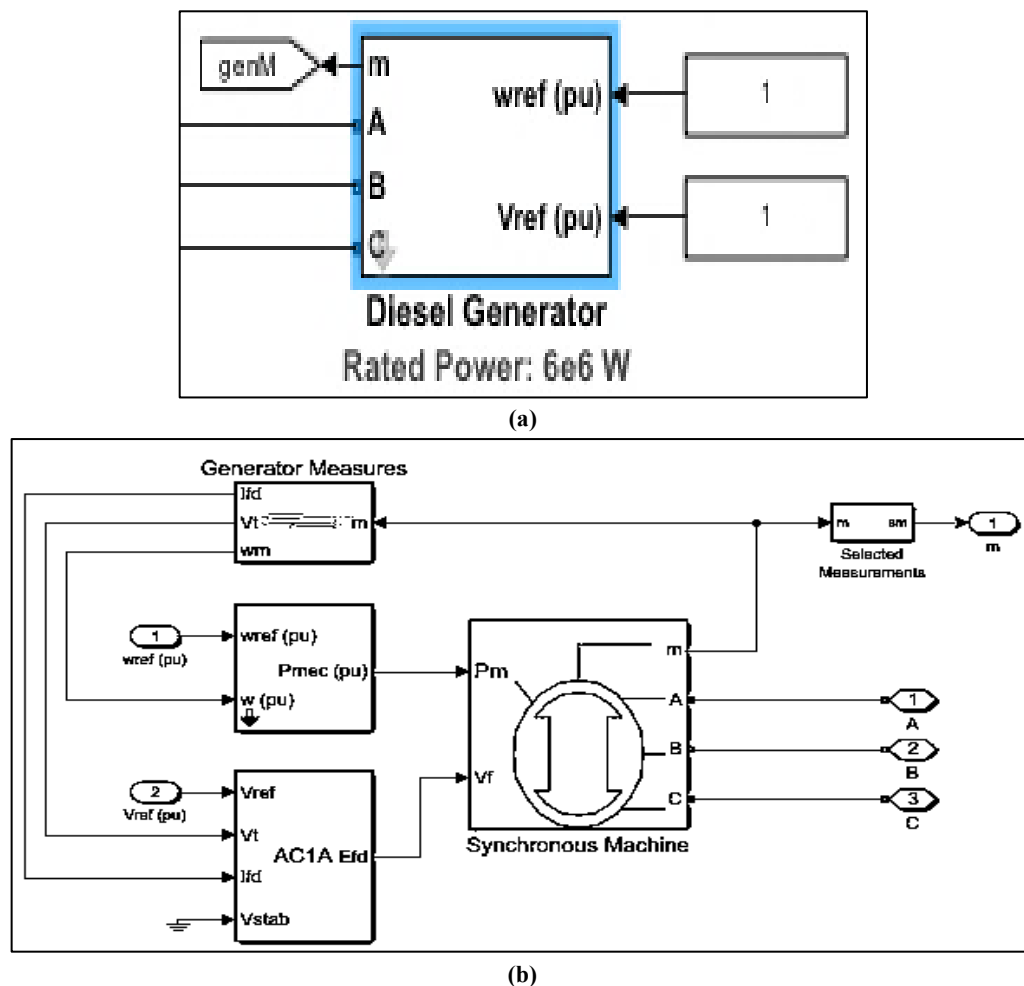 genM
m
wref (pu)
1
A
B
Vref (pu)
1
C
Diesel Generator
Rated Power: 6e6 W
(a)
Generator Measures
Ifd
Vt
m
wm
m
sm
1
m
Selected
Measurements
1
wref (pu)
wref (pu)
Pmec (pu)
w (pu)
Pm
m
A
1
A
B
2
B
C
3
C
Vf
Synchronous Machine
2
Vref (pu)
Vref
Vt
AC1A Efd
Ifd
Vstab
(b)